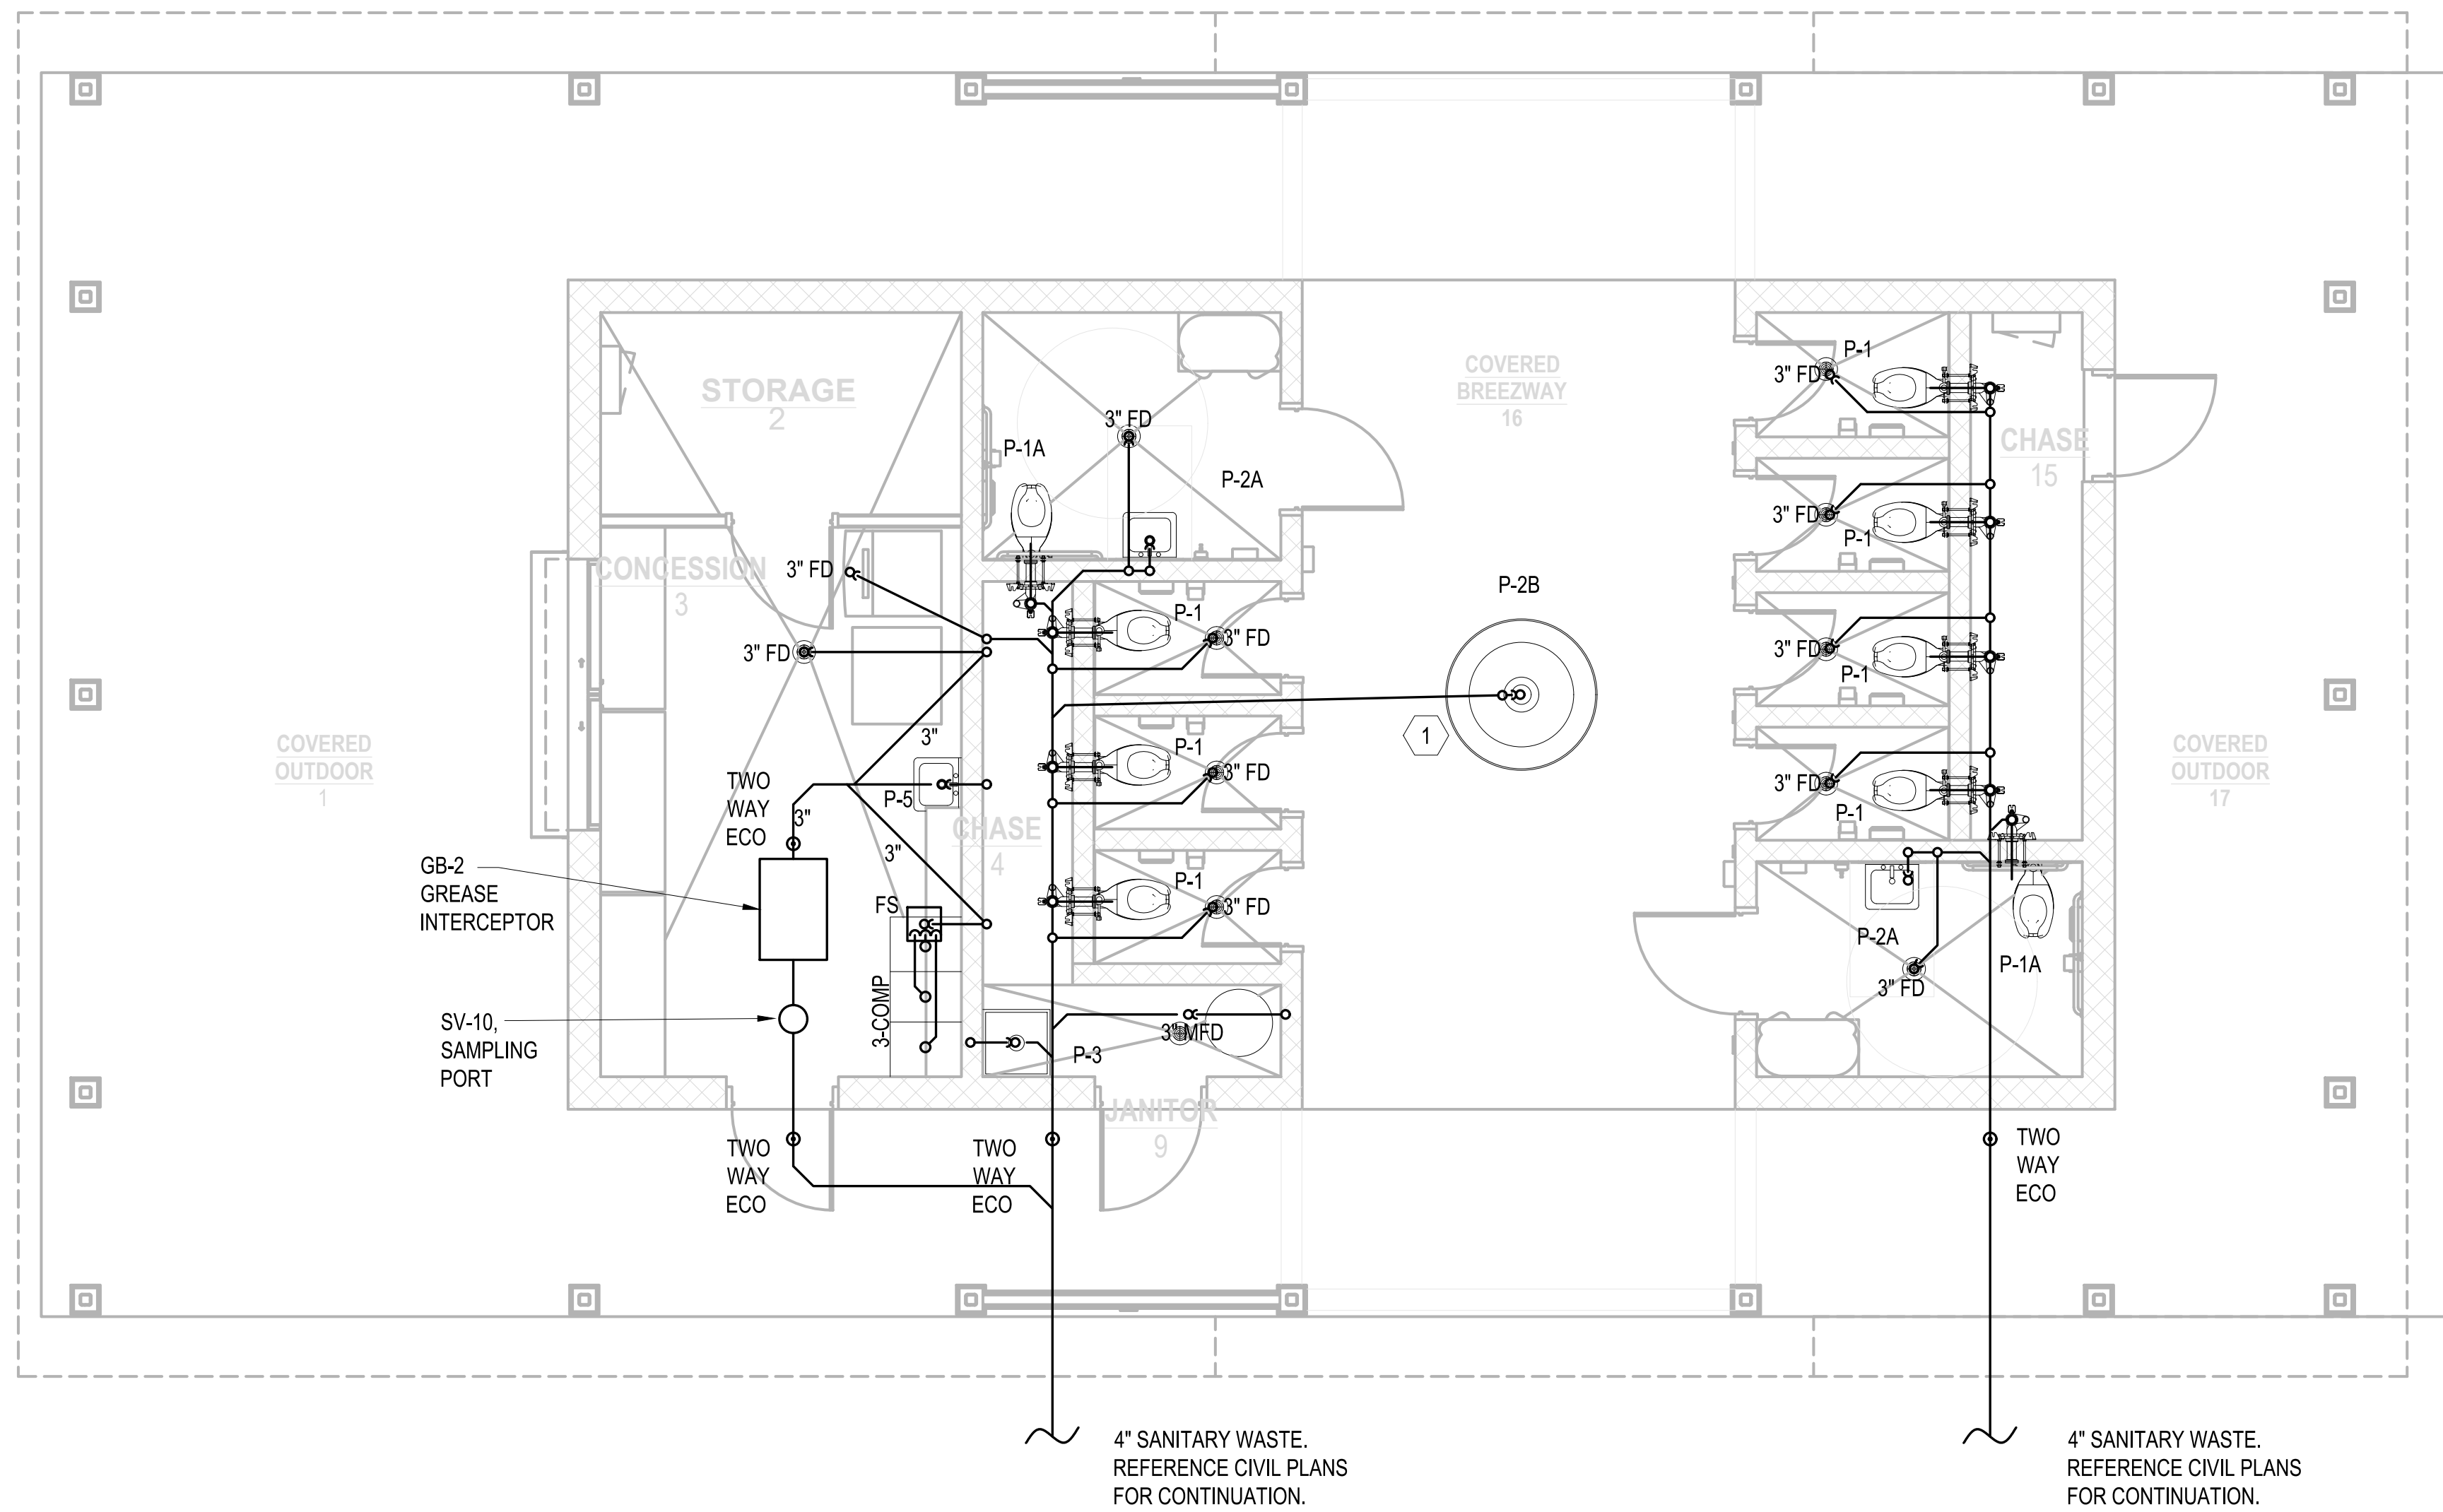 P-1
3" FD
COVERED
BREEZWAY
16
STORAGE
2
3" FD
P-1A
P-2A
CHASE
15
3" FD
P-1
CONCESSION
3
3" FD
P-2B
P-1
3" FD
3" FD
3" FD
P-1
1
COVERED
OUTDOOR
1
3"
P-1
3" FD
COVERED
OUTDOOR
17
TWO
WAY
ECO
3"
P-5
3" FD
P-1
CHASE
4
3"
GB-2
GREASE
INTERCEPTOR
FS
P-1
3" FD
P-2A
P-1A
3" FD
3-COMP
SV-10,
SAMPLING
PORT
3" MFD
P-3
JANITOR
9
TWO
WAY
ECO
TWO
WAY
ECO
TWO
WAY
ECO
4" SANITARY WASTE.
REFERENCE CIVIL PLANS
FOR CONTINUATION.
4" SANITARY WASTE.
REFERENCE CIVIL PLANS
FOR CONTINUATION.